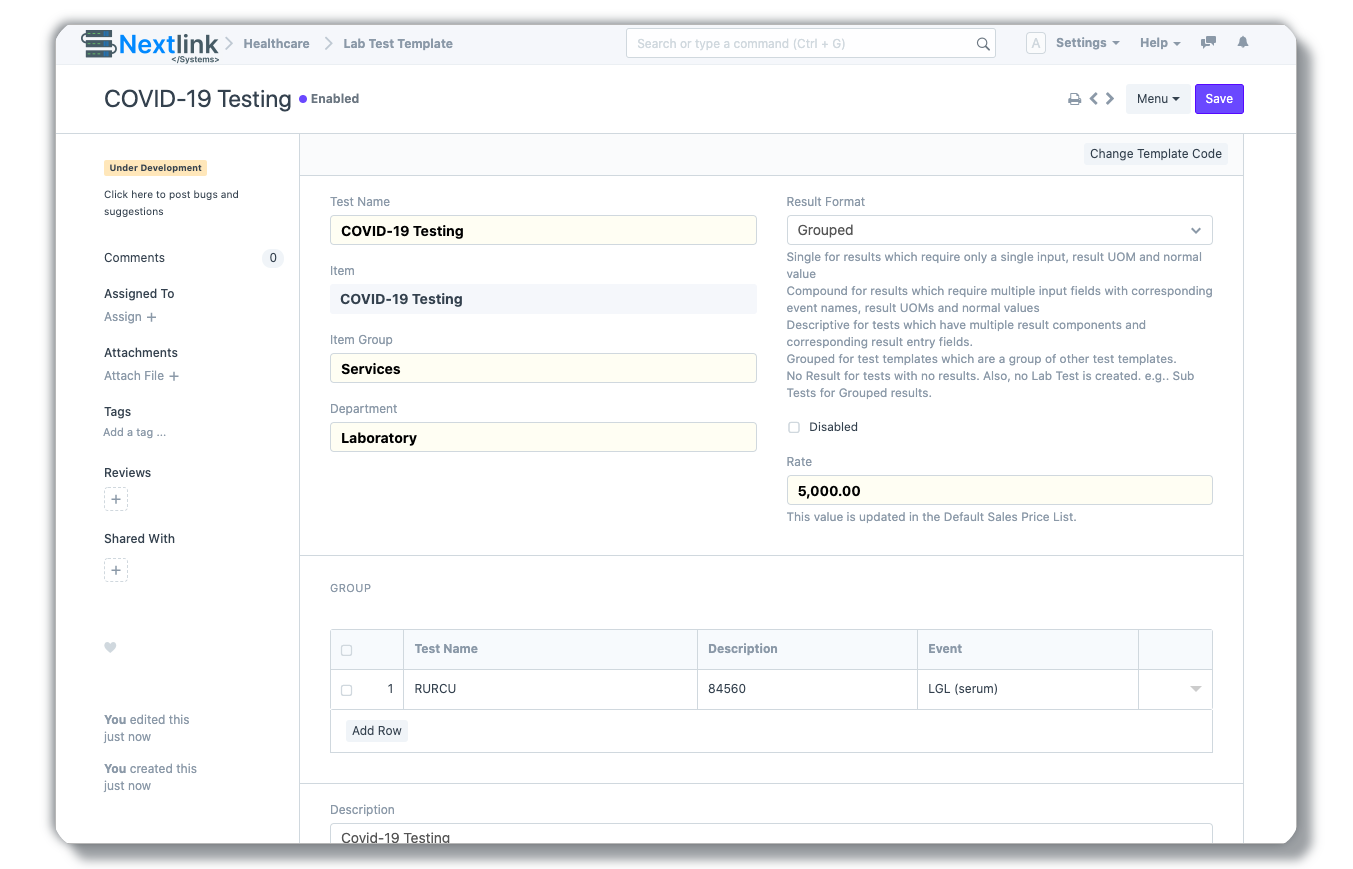 Nextlink
</Systems>
Healthcare
Lab Test Template
Search or type a command (Ctrl + G)
A
Settings
Help
COVID-19 Testing
Enabled
Menu
Save
Under Development
Click here to post bugs and
suggestions
Comments
0
Assigned To
Assign +
Attachments
Attach File +
Tags
Add a tag ...
Reviews
+
Shared With
+
You edited this
just now
You created this
just now
Change Template Code
Test Name
COVID-19 Testing
Item
COVID-19 Testing
Item Group
Services
Department
Laboratory
Result Format
Grouped
Single for results which require only a single input, result UOM and normal
value
Compound for results which require multiple input fields with corresponding
event names, result UOMs and normal values
Descriptive for tests which have multiple result components and
corresponding result entry fields.
Grouped for test templates which are a group of other test templates.
No Result for tests with no results. Also, no Lab Test is created. e.g.. Sub
Tests for Grouped results.
Disabled
Rate
5,000.00
This value is updated in the Default Sales Price List.
GROUP
Test Name Description Event
1 RURCU 84560 LGL (serum)
Add Row
Description
Covid-19 Testing